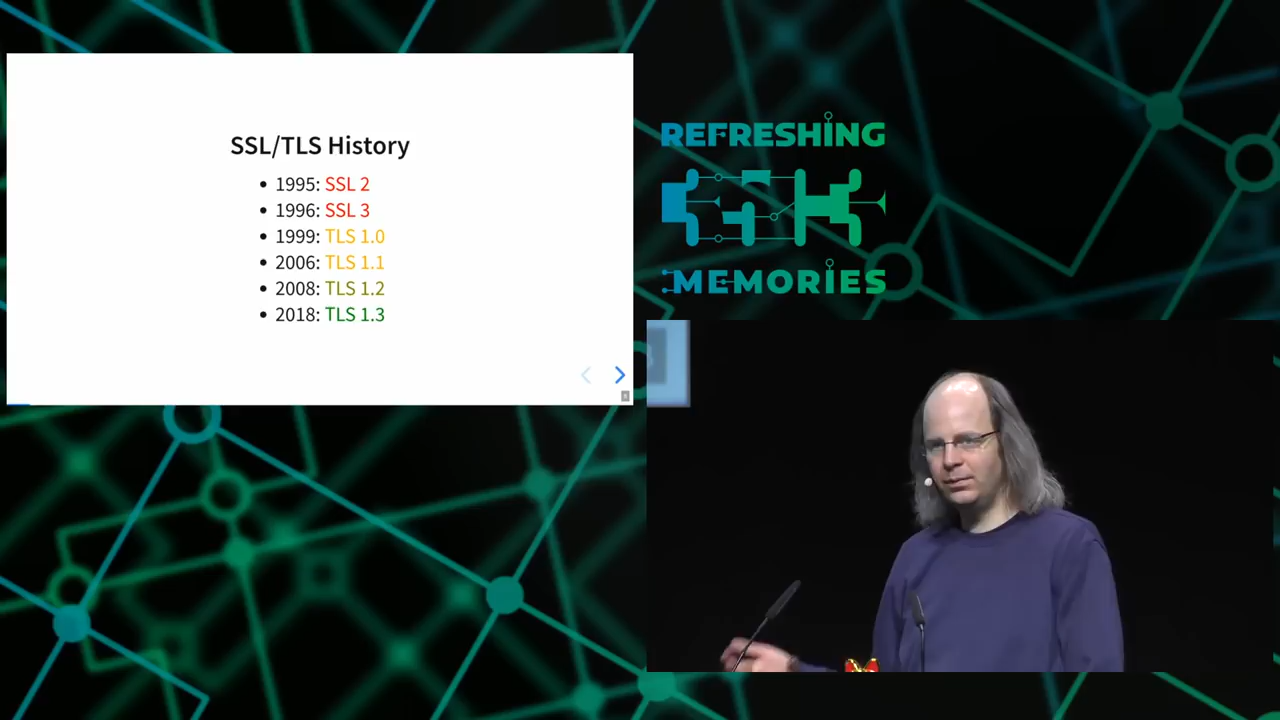 SSL/TLS History
1995: SSL 2
1996: SSL 3
1999: TLS 1.0
2006: TLS 1.1
2008: TLS 1.2
2018: TLS 1.3
REFRESHING
MEMORIES